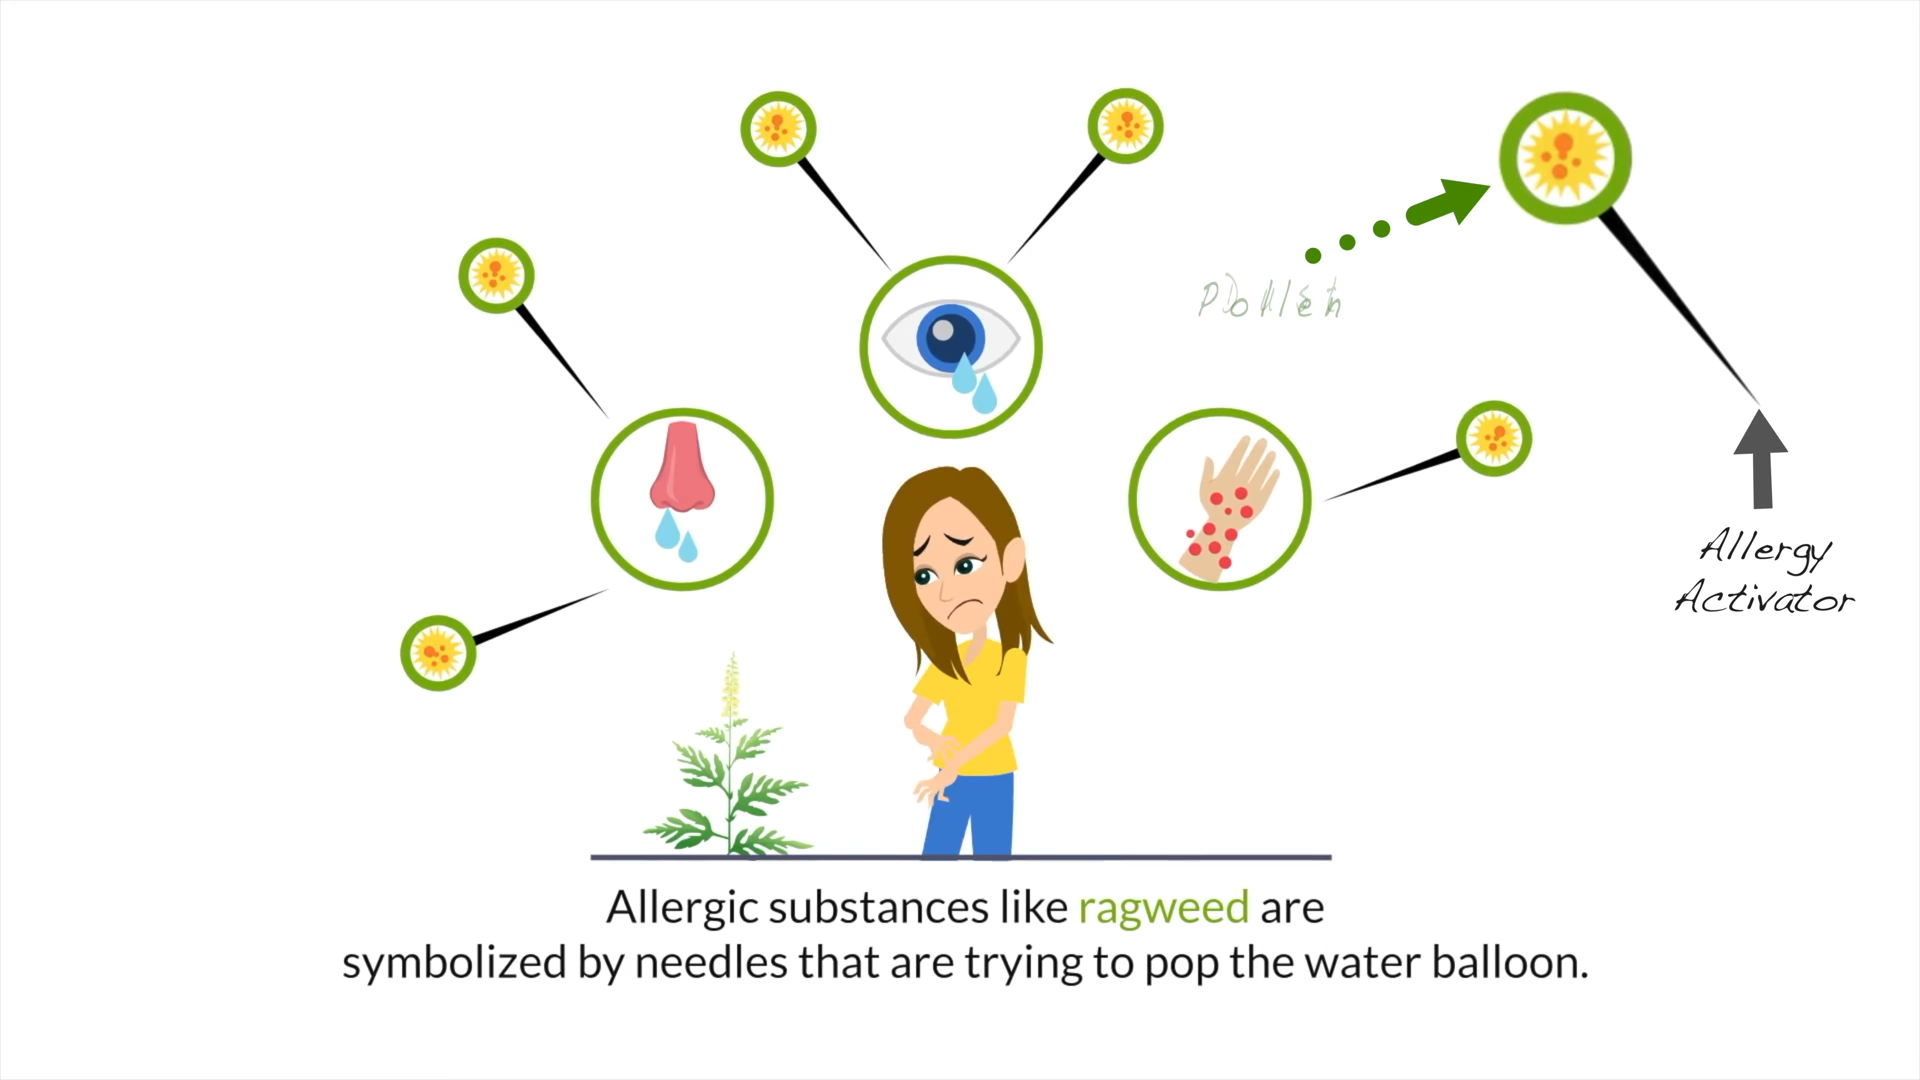 Pollen
Allergy
Activator
Allergic substances like ragweed are
symbolized by needles that are trying to pop the water balloon.